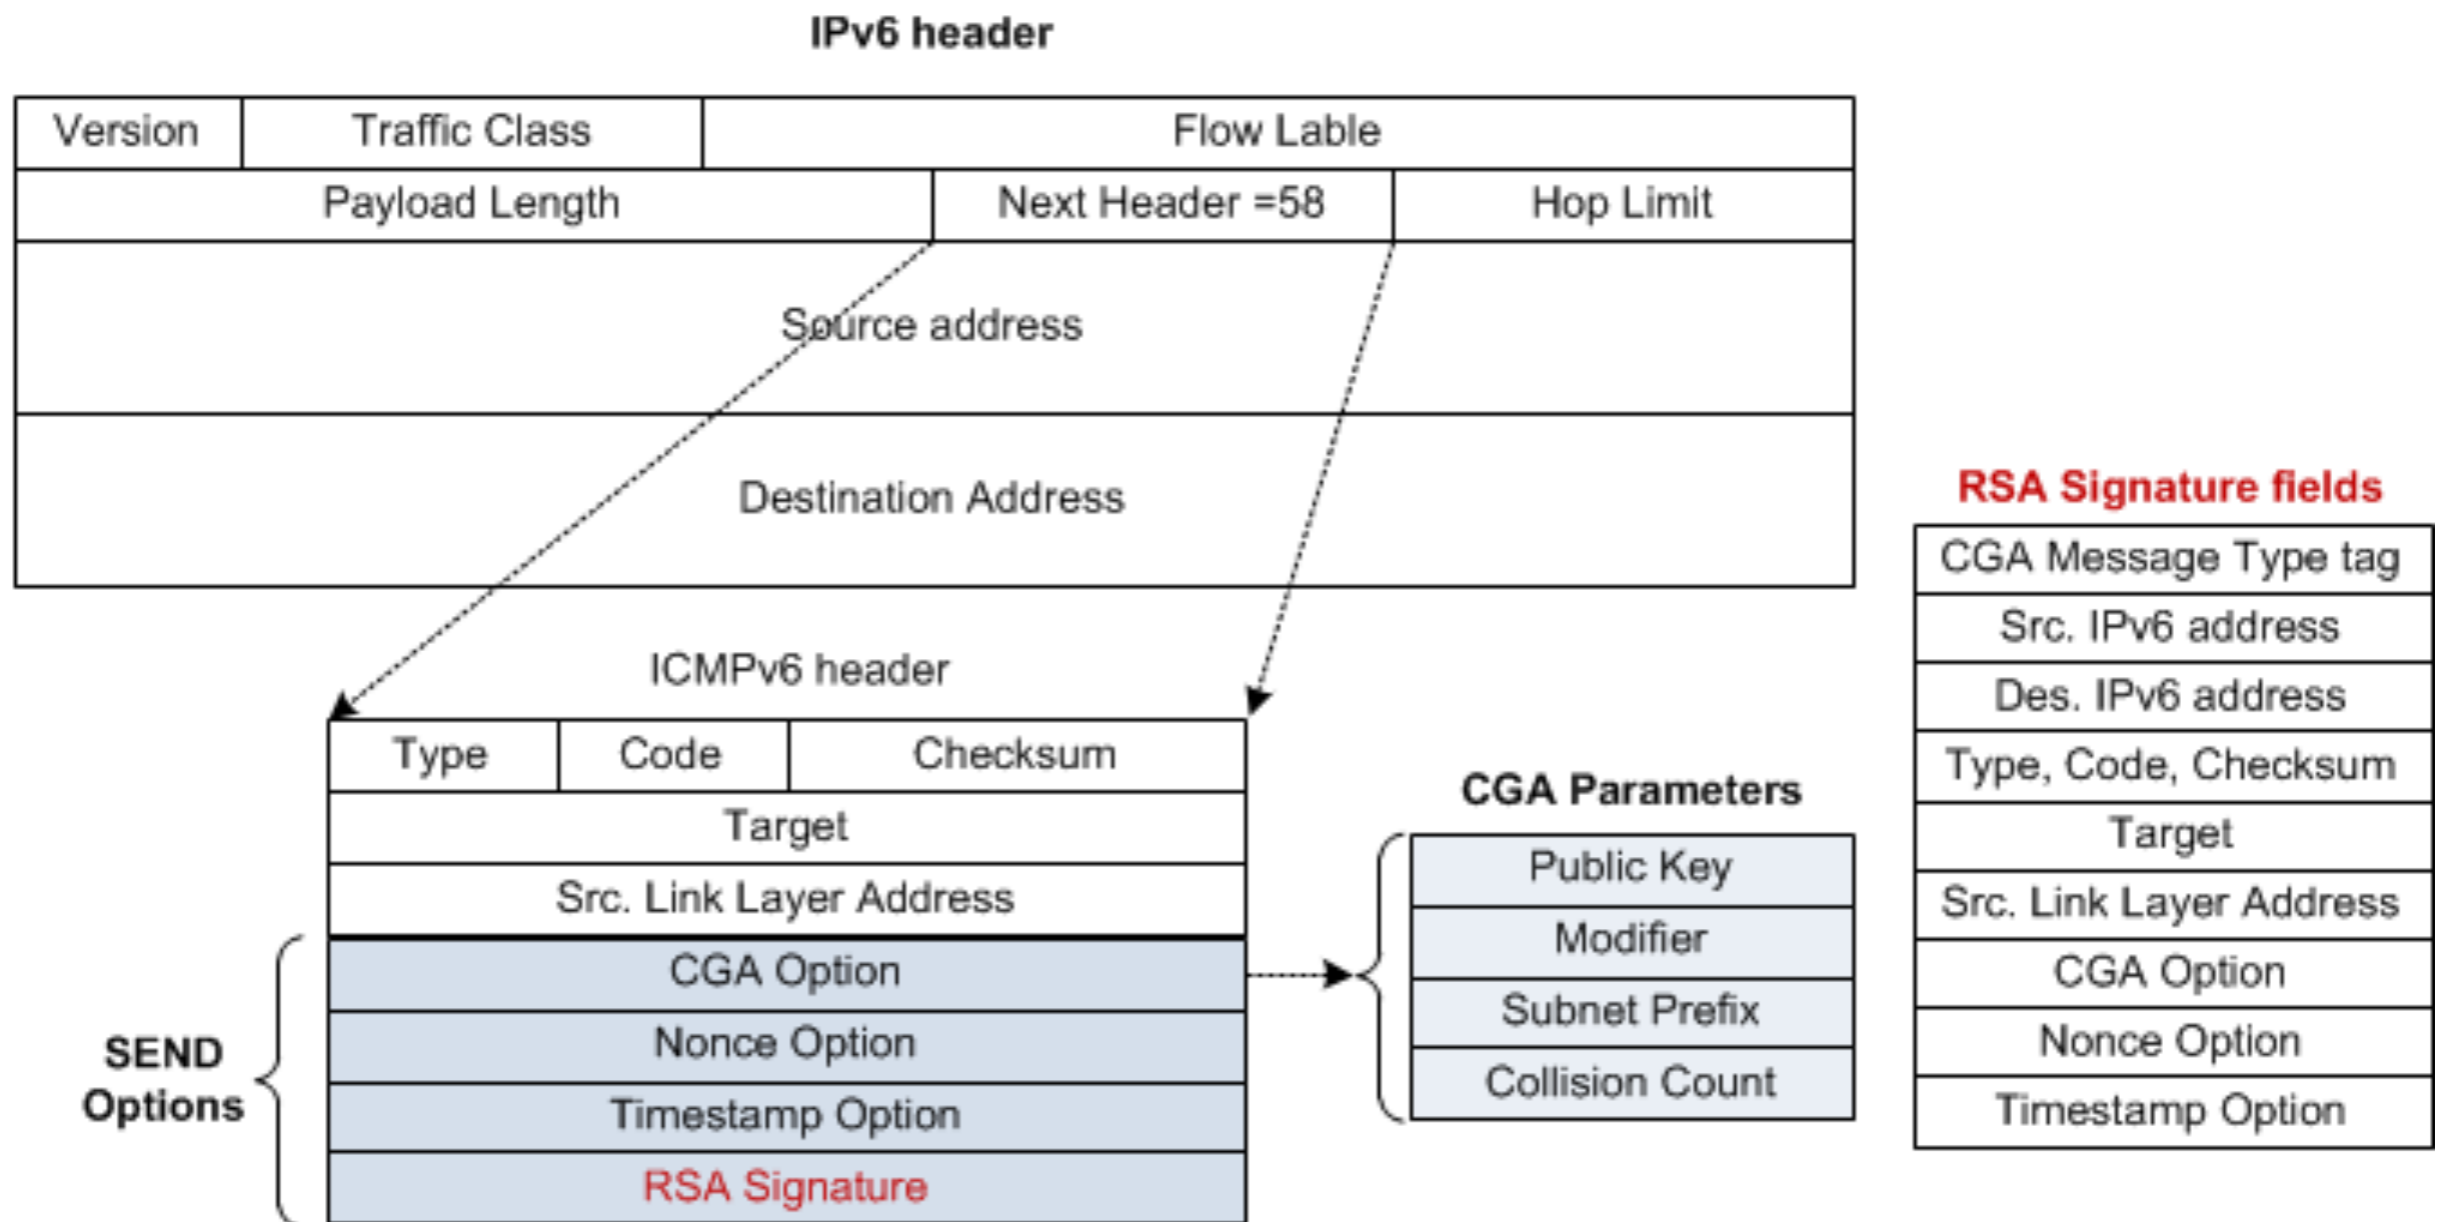 IPv6 header
Version Traffic Class Flow Lable
Payload Length Next Header =58 Hop Limit
Source address
Destination Address
ICMPv6 header
Type Code Checksum
Target
Src. Link Layer Address
SEND
Options
CGA Option
Nonce Option
Timestamp Option
RSA Signature
CGA Parameters
Public Key
Modifier
Subnet Prefix
Collision Count
RSA Signature fields
CGA Message Type tag
Src. IPv6 address
Des. IPv6 address
Type, Code, Checksum
Target
Src. Link Layer Address
CGA Option
Nonce Option
Timestamp Option